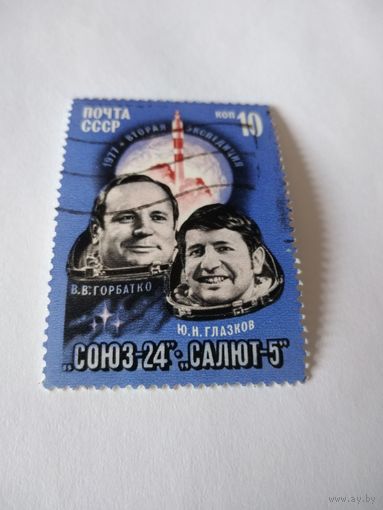 ПОЧТА
СССР
КОП 10
1977 • ВТОРАЯ ЭКСПЕДИЦИЯ
В.В.ГОРБАТКО
Ю.Н.ГЛАЗКОВ
„СОЮЗ-24"•„САЛЮТ-5"
www.ay.by